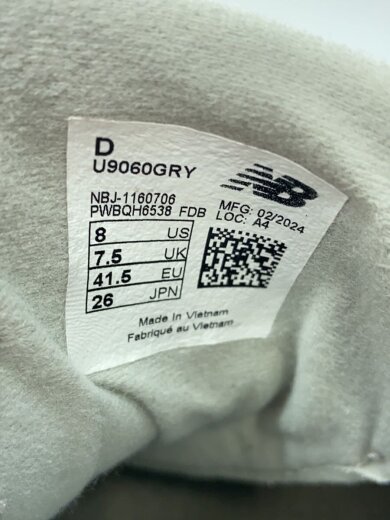 D
U9060GRY
NB
NBJ-1160706
PWBQH6538 FDB
MFG: 02/2024
LOC: A4
8 US
7.5 UK
41.5 EU
26 JPN
Made In Vietnam
Fabriqué au Vietnam